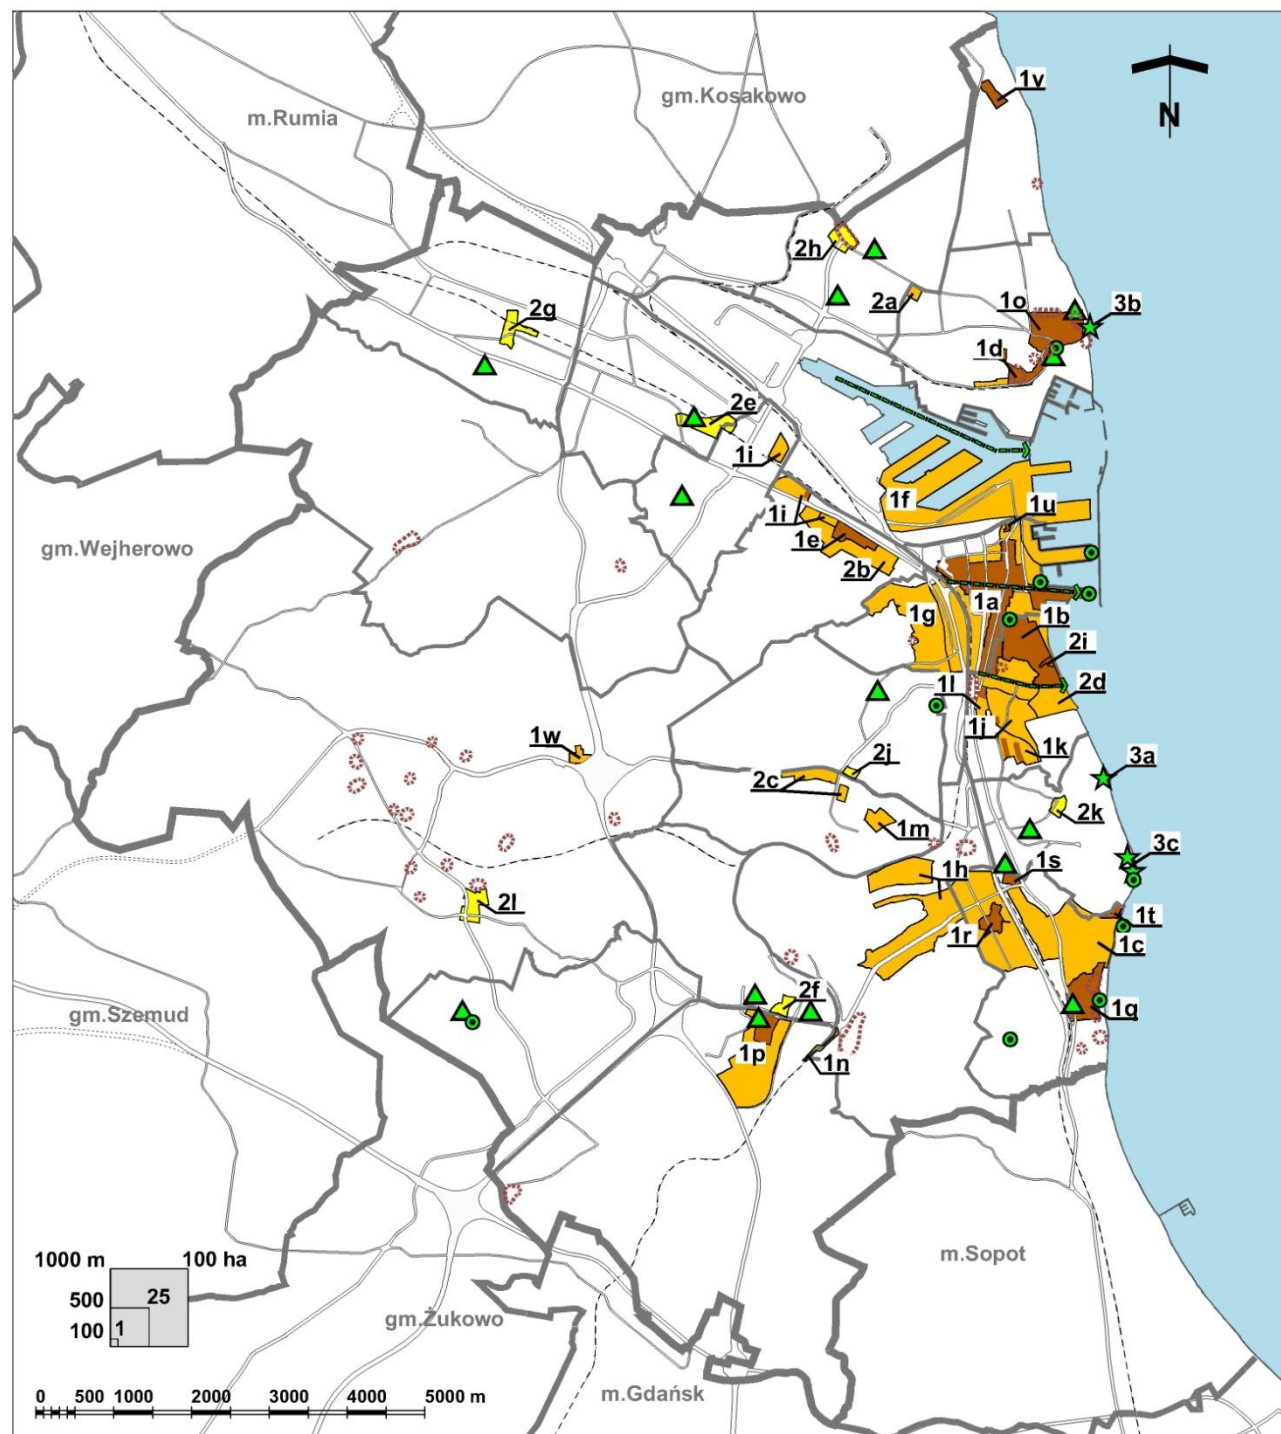 1v
gm.Kosakowo
m.Rumia
N
2h
2a
1o
3b
2g
1d
2e
1i
1f
1i
1u
1e
gm.Wejherowo
2b
1a
1g
1b
2i
1l
2d
1j
1w
2j
1k
3a
2c
2k
1m
3c
1h
1s
2l
1t
1r
1c
2f
gm.Szemud
1q
1p
1n
1000 m 100 ha
m.Sopot
500 25
100 1
gm.Żukowo
0 500 1000 2000 3000 4000 5000 m
m.Gdańsk